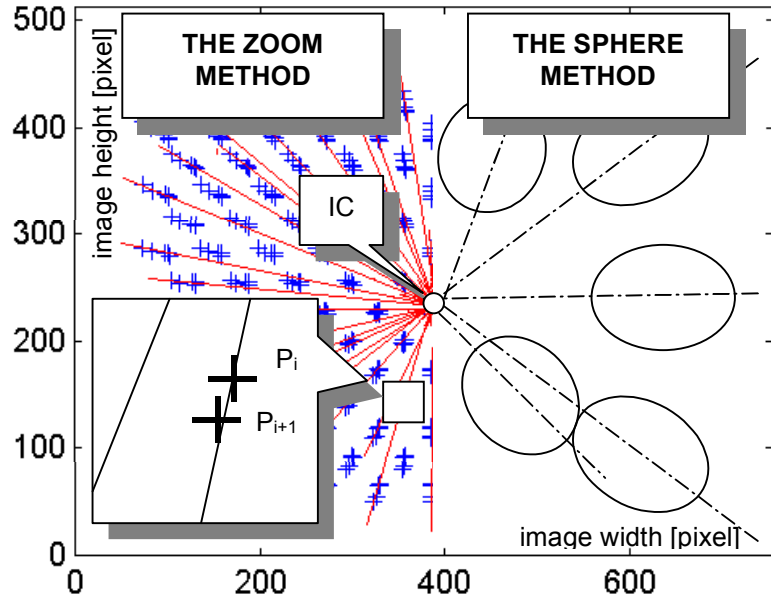 500
400
300
200
100
0
0
200
400
600
image height [pixel]
image width [pixel]
THE ZOOM
METHOD
THE SPHERE
METHOD
IC
Pi
Pi+1